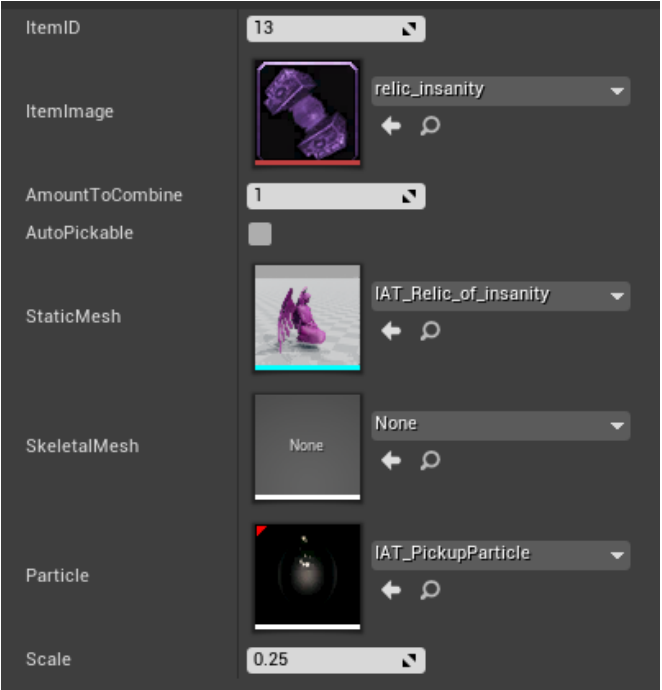 ItemID
13
ItemImage
relic_insanity
AmountToCombine
1
AutoPickable
StaticMesh
IAT_Relic_of_insanity
SkeletalMesh
None
None
Particle
IAT_PickupParticle
Scale
0.25